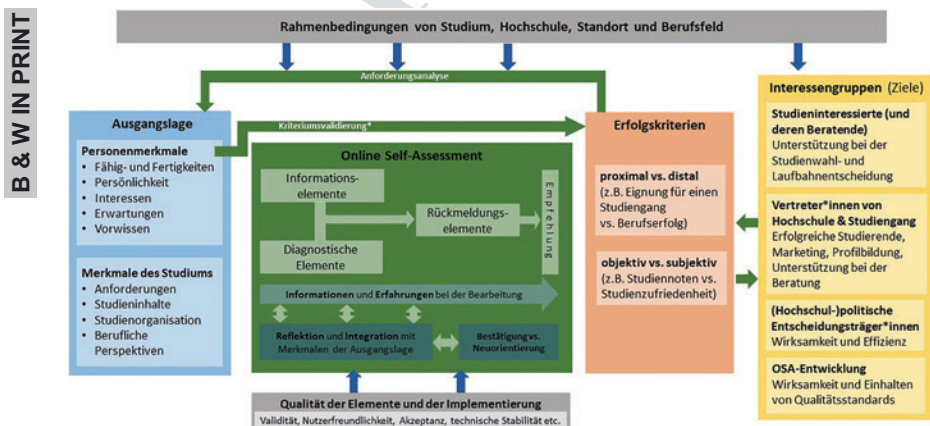 B & W IN PRINT
Rahmenbedingungen von Studium, Hochschule, Standort und Berufsfeld
Anforderungsanalyse
Ausgangslage
Personenmerkmale
• Fähig- und Fertigkeiten
• Persönlichkeit
• Interessen
• Erwartungen
• Vorwissen
Merkmale des Studiums
• Anforderungen
• Studieninhalte
• Studienorganisation
• Berufliche
Perspektiven
Kriteriumsvalidierung*
Online Self-Assessment
Informations-
elemente
Diagnostische
Elemente
Rückmeldungs-
elemente
Empfehlung
Informationen und Erfahrungen bei der Bearbeitung
Reflektion und Integration mit
Merkmalen der Ausgangslage
Bestätigung vs.
Neuorientierung
Qualität der Elemente und der Implementierung
Validität, Nutzerfreundlichkeit, Akzeptanz, technische Stabilität etc.
Erfolgskriterien
proximal vs. distal
(z.B. Eignung für einen
Studiengang
vs. Berufserfolg)
objektiv vs. subjektiv
(z.B. Studiennoten vs.
Studienzufriedenheit)
Interessengruppen (Ziele)
Studieninteressierte (und
deren Beratende)
Unterstützung bei der
Studienwahl- und
Laufbahnentscheidung
Vertreter*innen von
Hochschule & Studiengang
Erfolgreiche Studierende,
Marketing, Profilbildung,
Unterstützung bei der
Beratung
(Hochschul-)politische
Entscheidungsträger*innen
Wirksamkeit und Effizienz
OSA-Entwicklung
Wirksamkeit und Einhalten
von Qualitätsstandards